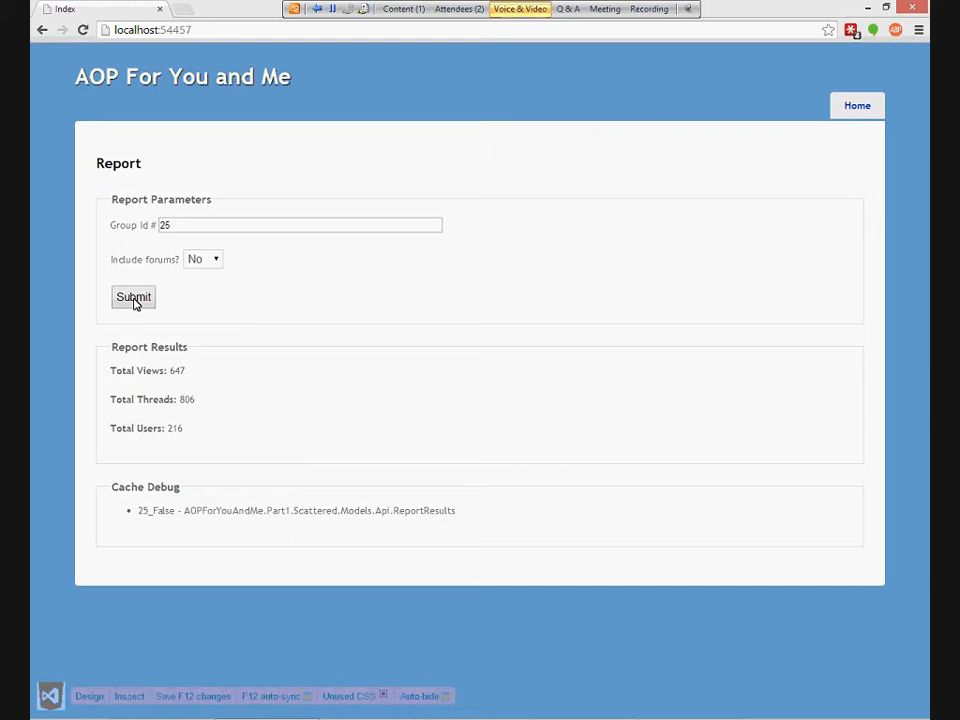 Index
Content (1) Attendees (2) Voice & Video Q & A Meeting Recording
localhost:54457
ABP
AOP For You and Me
Home
Report
Report Parameters
Group Id # 25
Include forums? No
Submit
Report Results
Total Views: 647
Total Threads: 806
Total Users: 216
Cache Debug
25_False - AOPForYouAndMe.Part1.Scattered.Models.Api.ReportResults
Design Inspect Save F12 changes F12 auto-sync Unused CSS Auto-hide